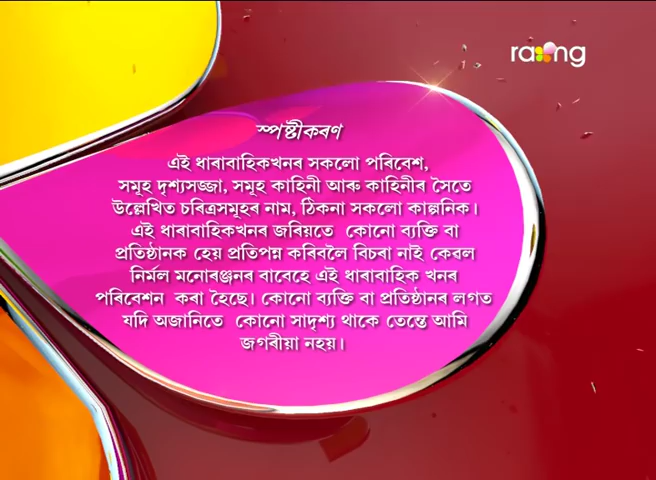 rang
স্পষ্টীকৰণ
এই ধাৰাবাহিকখনৰ সকলো পৰিবেশ,
সমূহ দৃশ্যসজ্জা, সমূহ কাহিনী আৰু কাহিনীৰ সৈতে
উল্লেখিত চৰিত্ৰসমূহৰ নাম, ঠিকনা সকলো কাল্পনিক।
এই ধাৰাবাহিকখনৰ জৰিয়তে কোনো ব্যক্তি বা
প্ৰতিষ্ঠানক হেয় প্ৰতিপন্ন কৰিবলৈ বিচৰা নাই কেৱল
নিৰ্মল মনোৰঞ্জনৰ বাবেহে এই ধাৰাবাহিক খনৰ
পৰিবেশন কৰা হৈছে। কোনো ব্যক্তি বা প্ৰতিষ্ঠানৰ লগত
যদি অজানিতে কোনো সাদৃশ্য থাকে তেন্তে আমি
জগৰীয়া নহয়।